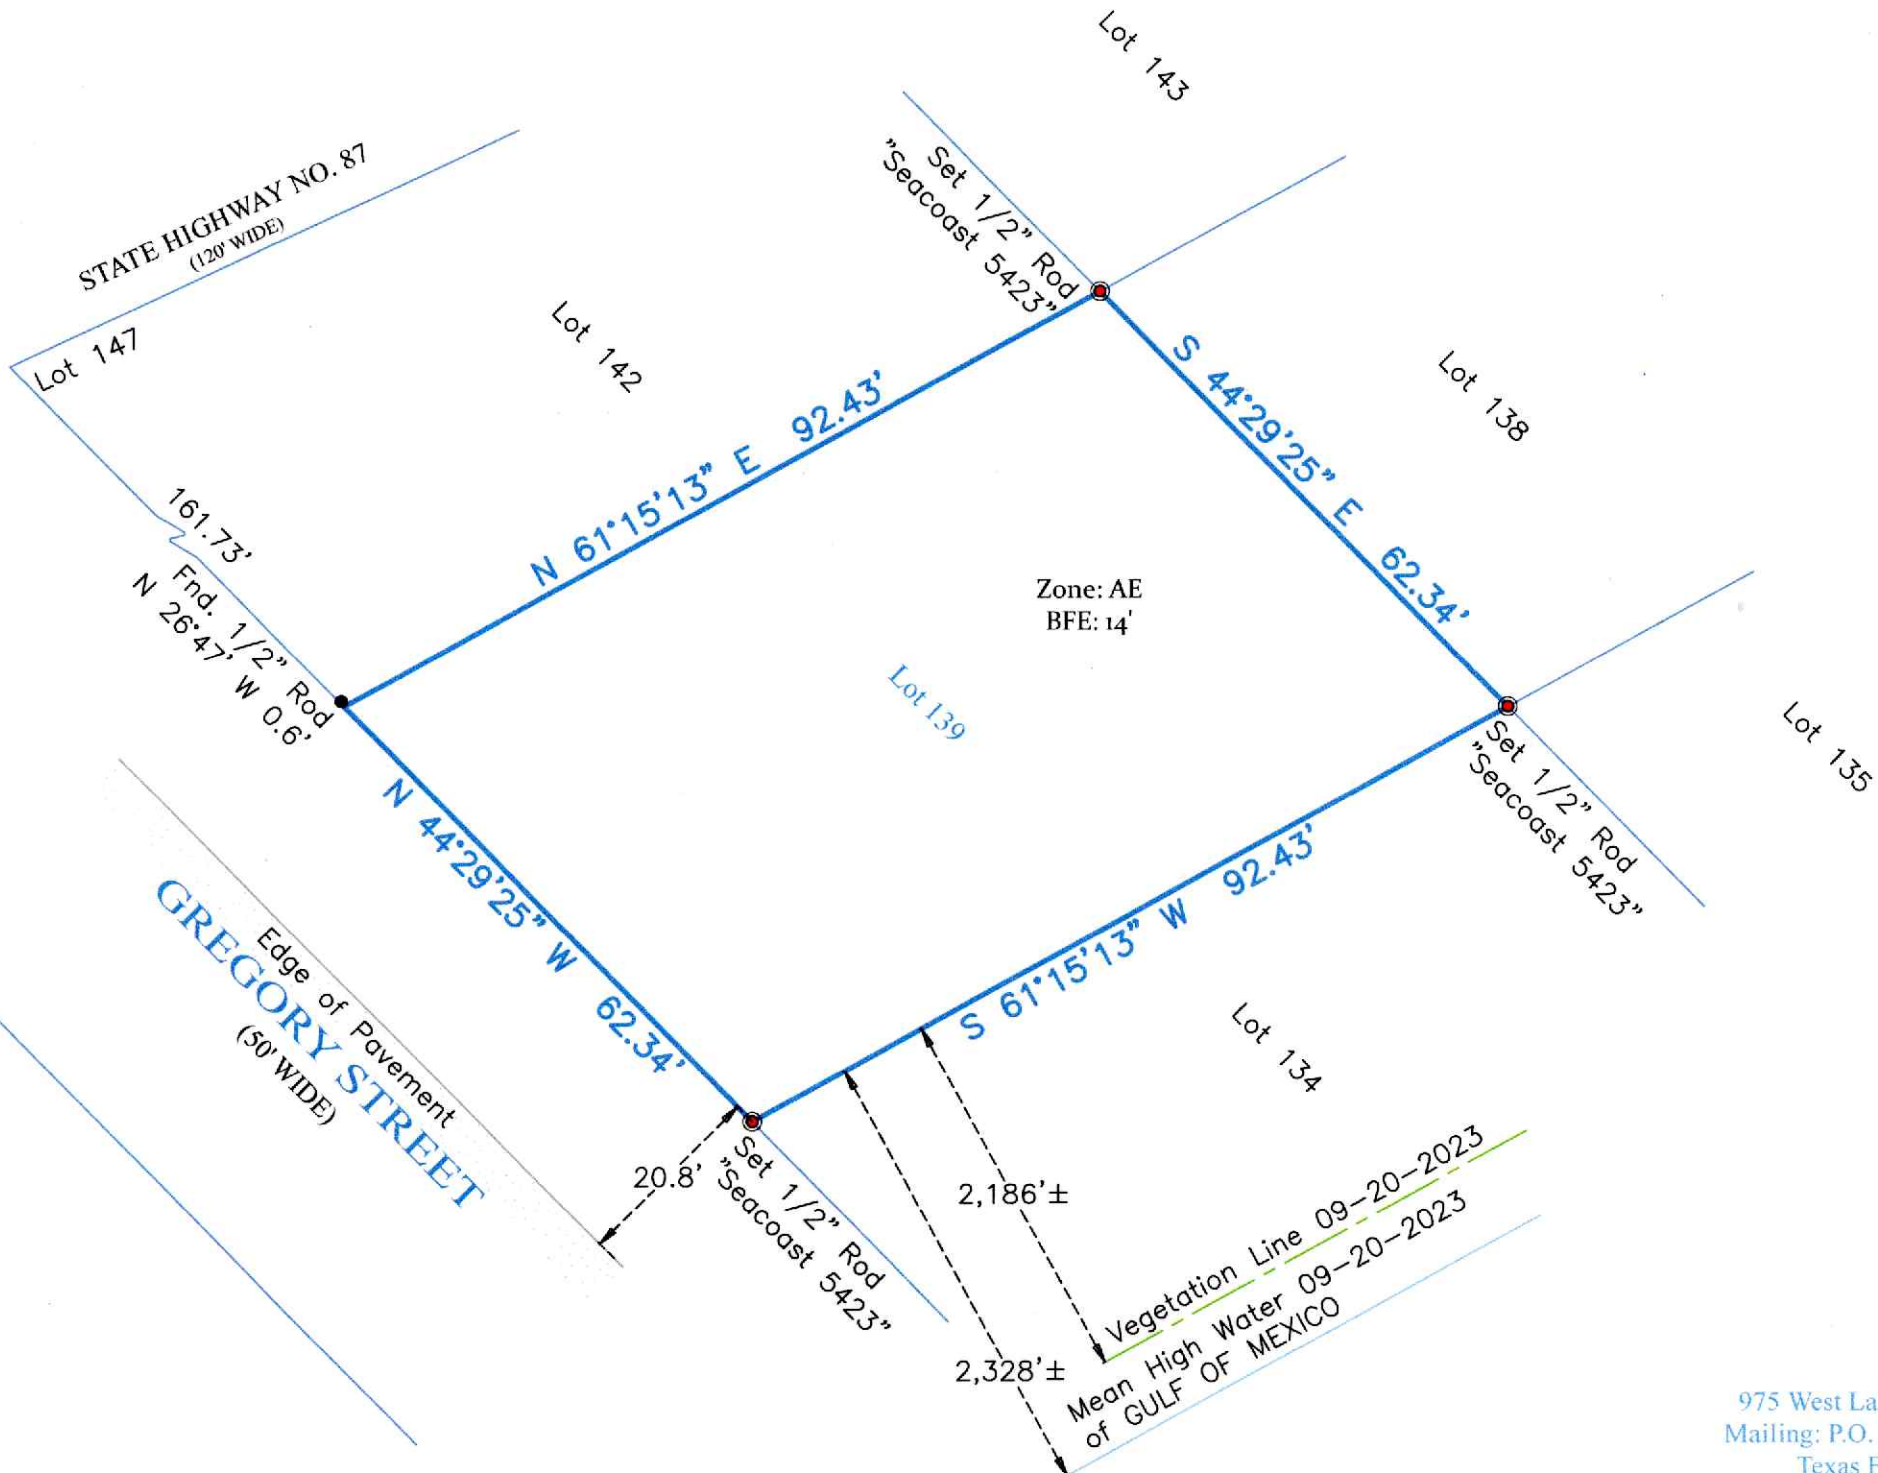 Lot 143
STATE HIGHWAY NO. 87
(120' WIDE)
Set 1/2" Rod
"Seacoast 5423"
Lot 147
Lot 142
S 44°29'25" E 62.34'
Lot 138
N 61°15'13" E 92.43'
161.73'
Fnd. 1/2" Rod
N 26°47' W 0.6'
Zone: AE
BFE: 14'
Lot 139
Set 1/2" Rod
"Seacoast 5423"
Lot 135
N 44°29'25" W 62.34'
S 61°15'13" W 92.43'
Edge of Pavement
GREGORY STREET
(50' WIDE)
Lot 134
20.8'
Set 1/2" Rod
"Seacoast 5423"
2,186'±
Vegetation Line 09-20-2023
2,328'±
Mean High Water 09-20-2023
of GULF OF MEXICO
975 West La
Mailing: P.O.
Texas